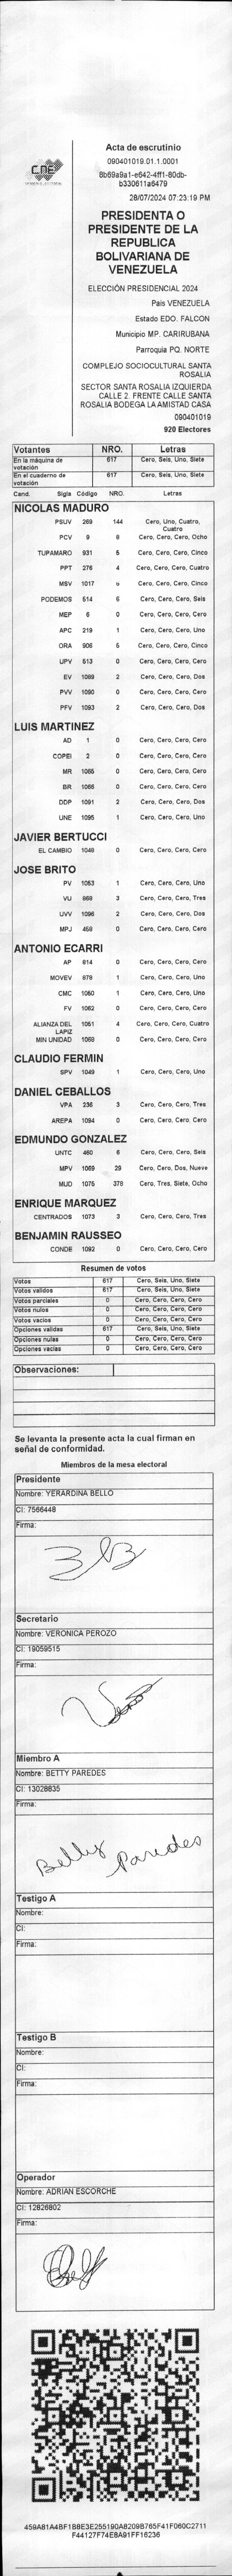 CNE
Acta de escrutinio
090401019.01.1.0001
8b69a9a1-e642-4ff1-80db-
b330611a6479
28/07/2024 07:23:19 PM
PRESIDENTA O
PRESIDENTE DE LA
REPUBLICA
BOLIVARIANA DE
VENEZUELA
ELECCIÓN PRESIDENCIAL 2024
Pais VENEZUELA
Estado EDO. FALCON
Municipio MP. CARIRUBANA
Parroquia PQ. NORTE
COMPLEJO SOCIOCULTURAL SANTA
ROSALIA
SECTOR SANTA ROSALIA IZQUIERDA
CALLE 2. FRENTE CALLE SANTA
ROSALIA BODEGA LA AMISTAD CASA
090401019
920 Electores
Votantes NRO. Letras
En la máquina de votación 617 Cero, Seis, Uno, Siete
En el cuaderno de votación 617 Cero, Seis, Uno, Siete
Cand. Sigla Código NRO. Letras
NICOLAS MADURO
PSUV 269 144 Cero, Uno, Cuatro, Cuatro
PCV 9 8 Cero, Cero, Cero, Ocho
TUPAMARO 931 5 Cero, Cero, Cero, Cinco
PPT 276 4 Cero, Cero, Cero, Cuatro
MSV 1017 5 Cero, Cero, Cero, Cinco
PODEMOS 514 6 Cero, Cero, Cero, Seis
MEP 6 0 Cero, Cero, Cero, Cero
APC 219 1 Cero, Cero, Cero, Uno
ORA 906 5 Cero, Cero, Cero, Cinco
UPV 513 0 Cero, Cero, Cero, Cero
EV 1089 2 Cero, Cero, Cero, Dos
PVV 1090 0 Cero, Cero, Cero, Cero
PFV 1093 2 Cero, Cero, Cero, Dos
LUIS MARTINEZ
AD 1 0 Cero, Cero, Cero, Cero
COPEI 2 0 Cero, Cero, Cero, Cero
MR 1065 0 Cero, Cero, Cero, Cero
BR 1066 0 Cero, Cero, Cero, Cero
DDP 1091 2 Cero, Cero, Cero, Dos
UNE 1095 1 Cero, Cero, Cero, Uno
JAVIER BERTUCCI
EL CAMBIO 1048 0 Cero, Cero, Cero, Cero
JOSE BRITO
PV 1053 1 Cero, Cero, Cero, Uno
VU 868 3 Cero, Cero, Cero, Tres
UVV 1096 2 Cero, Cero, Cero, Dos
MPJ 458 0 Cero, Cero, Cero, Cero
ANTONIO ECARRI
AP 814 0 Cero, Cero, Cero, Cero
MOVEV 879 1 Cero, Cero, Cero, Uno
CMC 1050 1 Cero, Cero, Cero, Uno
FV 1062 0 Cero, Cero, Cero, Cero
ALIANZA DEL LAPIZ 1051 4 Cero, Cero, Cero, Cuatro
MIN UNIDAD 1068 0 Cero, Cero, Cero, Cero
CLAUDIO FERMIN
SPV 1049 1 Cero, Cero, Cero, Uno
DANIEL CEBALLOS
VPA 236 3 Cero, Cero, Cero, Tres
AREPA 1094 0 Cero, Cero, Cero, Cero
EDMUNDO GONZALEZ
UNTC 460 6 Cero, Cero, Cero, Seis
MPV 1069 29 Cero, Cero, Dos, Nueve
MUD 1075 378 Cero, Tres, Siete, Ocho
ENRIQUE MARQUEZ
CENTRADOS 1073 3 Cero, Cero, Cero, Tres
BENJAMIN RAUSSEO
CONDE 1092 0 Cero, Cero, Cero, Cero
Resumen de votos
Votos 617 Cero, Seis, Uno, Siete
Votos validos 617 Cero, Seis, Uno, Siete
Votos parciales 0 Cero, Cero, Cero, Cero
Votos nulos 0 Cero, Cero, Cero, Cero
Votos vacios 0 Cero, Cero, Cero, Cero
Opciones validas 617 Cero, Seis, Uno, Siete
Opciones nulas 0 Cero, Cero, Cero, Cero
Opciones vacias 0 Cero, Cero, Cero, Cero
Observaciones:
Se levanta la presente acta la cual firman en
señal de conformidad.
Miembros de la mesa electoral
Presidente
Nombre: YERARDINA BELLO
CI: 7566448
Firma:
Secretario
Nombre: VERONICA PEROZO
CI: 19059515
Firma:
Miembro A
Nombre: BETTY PAREDES
CI: 13028835
Firma:
Betty Paredes
Testigo A
Nombre:
CI:
Firma:
Testigo B
Nombre:
CI:
Firma:
Operador
Nombre: ADRIAN ESCORCHE
CI: 12826802
Firma:
459A81A4BF1B8E3E255190A8209B765F41F060C2711
F44127F74E8A91FF16236